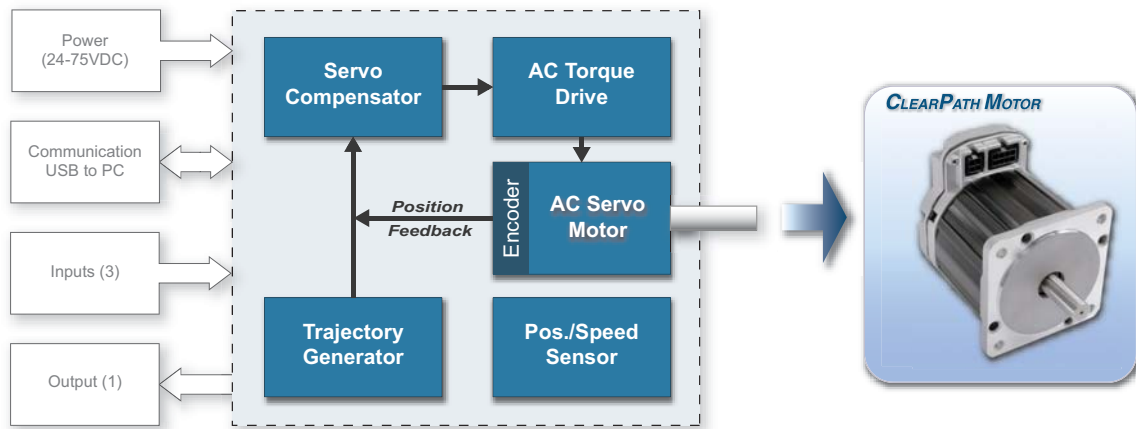 Power
(24-75VDC)
Communication
USB to PC
Inputs (3)
Output (1)
Servo
Compensator
AC Torque
Drive
Position
Feedback
Encoder
AC Servo
Motor
Trajectory
Generator
Pos./Speed
Sensor
CLEARPATH MOTOR